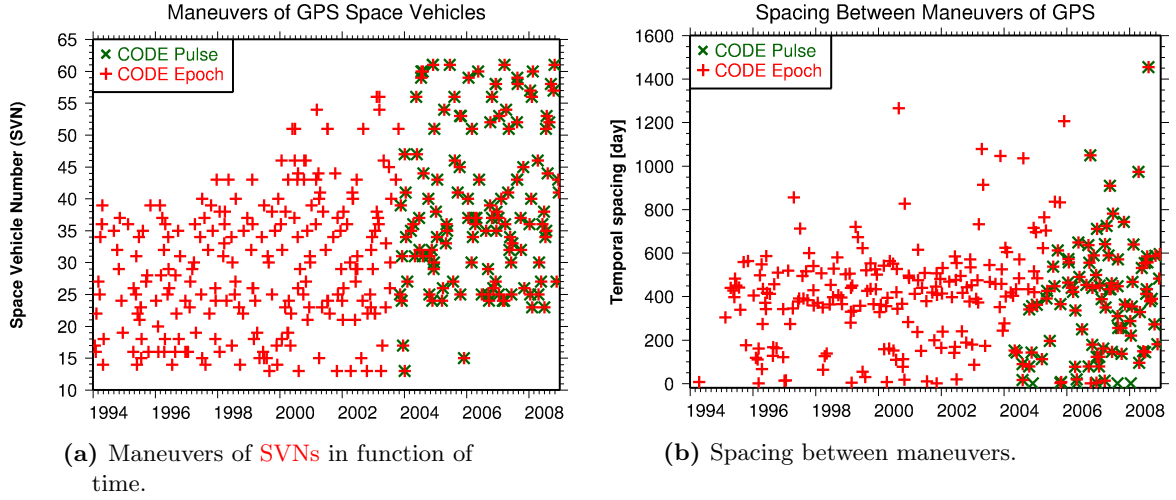 Maneuvers of GPS Space Vehicles
Space Vehicle Number (SVN)
65
60
55
50
45
40
35
30
25
20
15
10
CODE Pulse
CODE Epoch
1994 1996 1998 2000 2002 2004 2006 2008
(a) Maneuvers of SVNs in function of
time.
Spacing Between Maneuvers of GPS
Temporal spacing [day]
1600
1400
1200
1000
800
600
400
200
0
CODE Pulse
CODE Epoch
1994 1996 1998 2000 2002 2004 2006 2008
(b) Spacing between maneuvers.